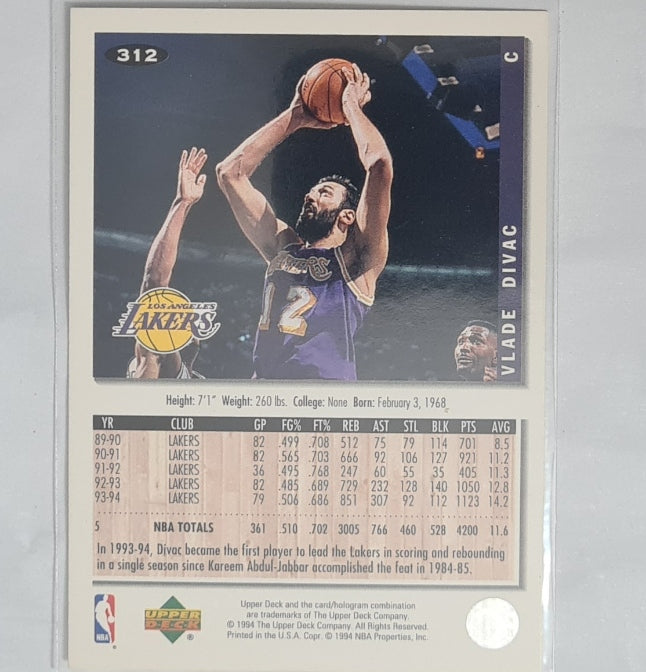 312
C
VLADE DIVAC
LAKERS
12
LOS ANGELES
LAKERS
Height: 7'1" Weight: 260 lbs. College: None Born: February 3, 1968
YR CLUB GP FG% FT% REB AST STL BLK PTS AVG
89-90 LAKERS 82 .499 .708 512 75 79 114 701 8.5
90-91 LAKERS 82 .565 .703 666 92 106 127 921 11.2
91-92 LAKERS 36 .495 .768 247 60 55 35 405 11.3
92-93 LAKERS 82 .485 .689 729 232 128 140 1050 12.8
93-94 LAKERS 79 .506 .686 851 307 92 112 1123 14.2
5 NBA TOTALS 361 .510 .702 3005 766 460 528 4200 11.6
In 1993-94, Divac became the first player to lead the Lakers in scoring and rebounding
in a single season since Kareem Abdul-Jabbar accomplished the feat in 1984-85.
NBA
UPPER
DECK
®
Upper Deck and the card/hologram combination
are trademarks of The Upper Deck Company.
© 1994 The Upper Deck Company. All Rights Reserved.
Printed in the U.S.A. Copr. © 1994 NBA Properties, Inc.